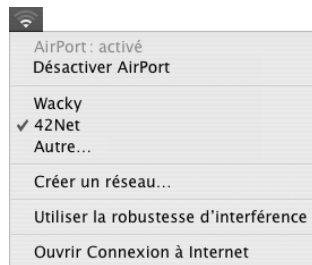 AirPort : activé
Désactiver AirPort
Wacky
42Net
Autre...
Créer un réseau...
Utiliser la robustesse d'interférence
Ouvrir Connexion à Internet